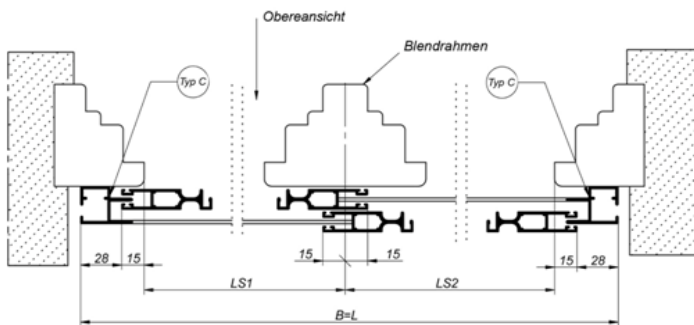 Obereansicht
Blendrahmen
Typ C
Typ C
28 15 15 15 15 28
LS1 LS2
B=L